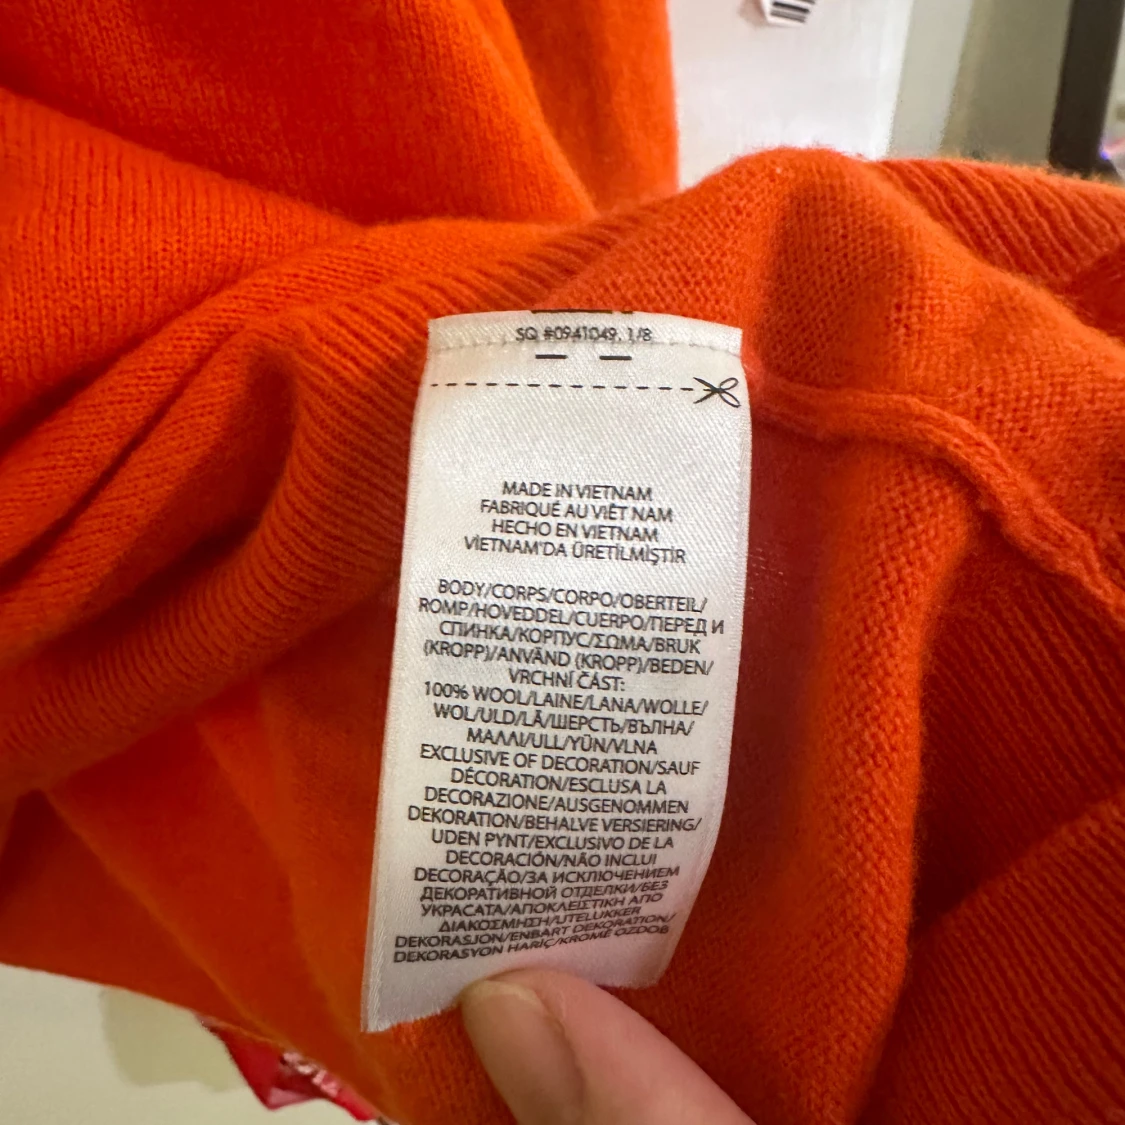 SQ #0941049, 1/8
MADE IN VIETNAM
FABRIQUÉ AU VIÊT NAM
HECHO EN VIETNAM
VIETNAM'DA ÜRETİLMİŞTİR
BODY/CORPS/CORPO/OBERTEIL/
ROMP/HOVEDDEL/CUERPO/ПЕРЕД И
СПИНКА/КОРПУС/ΣΩΜΑ/BRUK
(KROPP)/ANVÄND (KROPP)/BEDEN/
VRCHNÍ ČÁST:
100% WOOL/LAINE/LANA/WOLLE/
WOL/ULD/LÃ/ШЕРСТЬ/ВЪЛНА/
ΜΑΛΛΙ/ULL/YÜN/VLNA
EXCLUSIVE OF DECORATION/SAUF
DÉCORATION/ESCLUSA LA
DECORAZIONE/AUSGENOMMEN
DEKORATION/BEHALVE VERSIERING/
UDEN PYNT/EXCLUSIVO DE LA
DECORACIÓN/NÃO INCLUI
DECORAÇÃO/ЗА ИСКЛЮЧЕНИЕМ
ДЕКОРАТИВНОЙ ОТДЕЛКИ/БЕЗ
УКРАСАТА/ΑΠΟΚΛΕΙΣΤΙΚΗ ΑΠΟ
ΔΙΑΚΟΣΜΗΣΗ/UTELUKKER
DEKORASJON/ENBART DEKORATION/
DEKORASYON HARİÇ/KROMĚ OZDOB